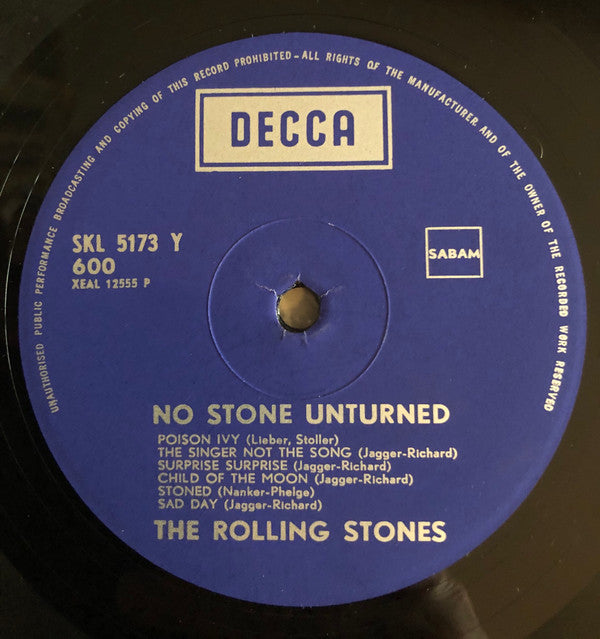 UNAUTHORISED PUBLIC PERFORMANCE BROADCASTING AND COPYING OF THIS RECORD PROHIBITED - ALL RIGHTS OF THE MANUFACTURER AND OF THE OWNER OF THE RECORDED WORK RESERVED
DECCA
SKL 5173 Y
600
XEAL 12555 P
SABAM
NO STONE UNTURNED
POISON IVY (Lieber, Stoller)
THE SINGER NOT THE SONG (Jagger-Richard)
SURPRISE SURPRISE (Jagger-Richard)
CHILD OF THE MOON (Jagger-Richard)
STONED (Nanker-Phelge)
SAD DAY (Jagger-Richard)
THE ROLLING STONES